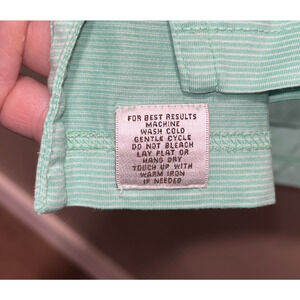 FOR BEST RESULTS
MACHINE
WASH COLD
GENTLE CYCLE
DO NOT BLEACH
LAY FLAT OR
HANG DRY
TOUCH UP WITH
WARM IRON
IF NEEDED